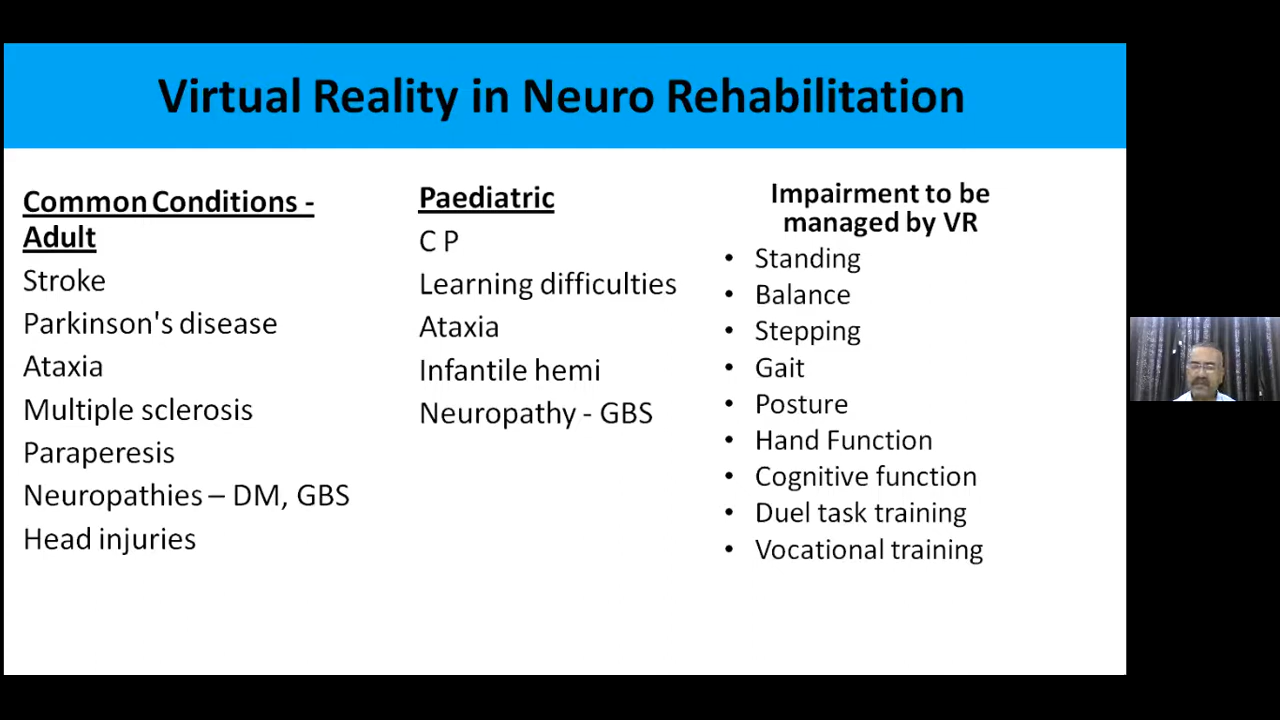 Virtual Reality in Neuro Rehabilitation
Common Conditions -
Adult
Stroke
Parkinson's disease
Ataxia
Multiple sclerosis
Paraperesis
Neuropathies – DM, GBS
Head injuries
Paediatric
C P
Learning difficulties
Ataxia
Infantile hemi
Neuropathy - GBS
Impairment to be
managed by VR
• Standing
• Balance
• Stepping
• Gait
• Posture
• Hand Function
• Cognitive function
• Duel task training
• Vocational training